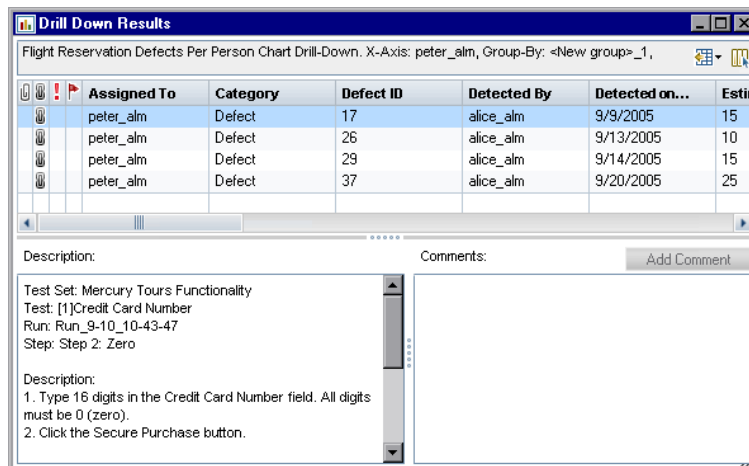 Drill Down Results
Flight Reservation Defects Per Person Chart Drill-Down. X-Axis: peter_alm, Group-By: <New group>_1,
Assigned To Category Defect ID Detected By Detected on... Esti
peter_alm Defect 17 alice_alm 9/9/2005 15
peter_alm Defect 26 alice_alm 9/13/2005 10
peter_alm Defect 29 alice_alm 9/14/2005 15
peter_alm Defect 37 alice_alm 9/20/2005 25
Description: Comments: Add Comment
Test Set: Mercury Tours Functionality
Test: [1]Credit Card Number
Run: Run_9-10_10-43-47
Step: Step 2: Zero
Description:
1. Type 16 digits in the Credit Card Number field. All digits
must be 0 (zero).
2. Click the Secure Purchase button.